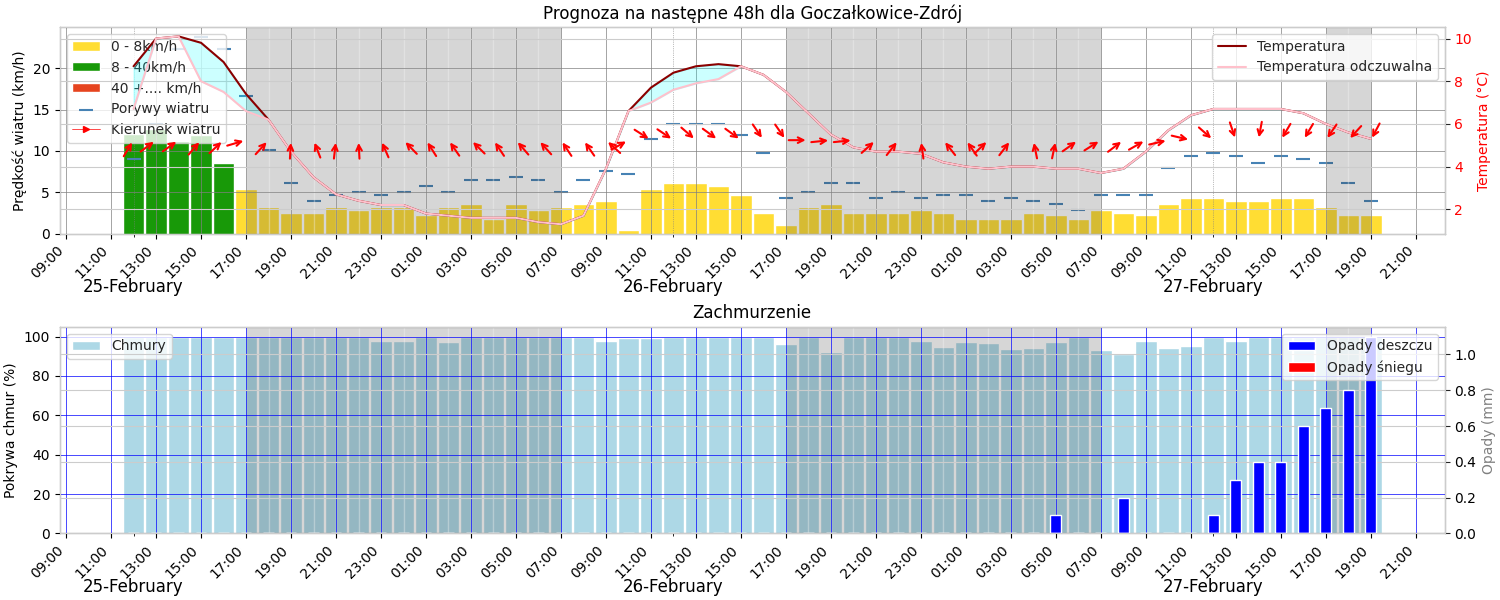 Prognoza na następne 48h dla Goczałkowice-Zdrój
Prędkość wiatru (km/h)
20
15
10
5
0
0 - 8km/h
8 - 40km/h
40 - .... km/h
Porywy wiatru
Kierunek wiatru
Temperatura
Temperatura odczuwalna
10
8
6
4
2
Temperatura (°C)
09:00 11:00 13:00 15:00 17:00 19:00 21:00 23:00 01:00 03:00 05:00 07:00 09:00 11:00 13:00 15:00 17:00 19:00 21:00 23:00 01:00 03:00 05:00 07:00 09:00 11:00 13:00 15:00 17:00 19:00 21:00
25-February 26-February 27-February
Zachmurzenie
Pokrywa chmur (%)
100
80
60
40
20
0
Chmury
Opady deszczu
Opady śniegu
1.0
0.8
0.6
0.4
0.2
0.0
Opady (mm)
09:00 11:00 13:00 15:00 17:00 19:00 21:00 23:00 01:00 03:00 05:00 07:00 09:00 11:00 13:00 15:00 17:00 19:00 21:00 23:00 01:00 03:00 05:00 07:00 09:00 11:00 13:00 15:00 17:00 19:00 21:00
25-February 26-February 27-February